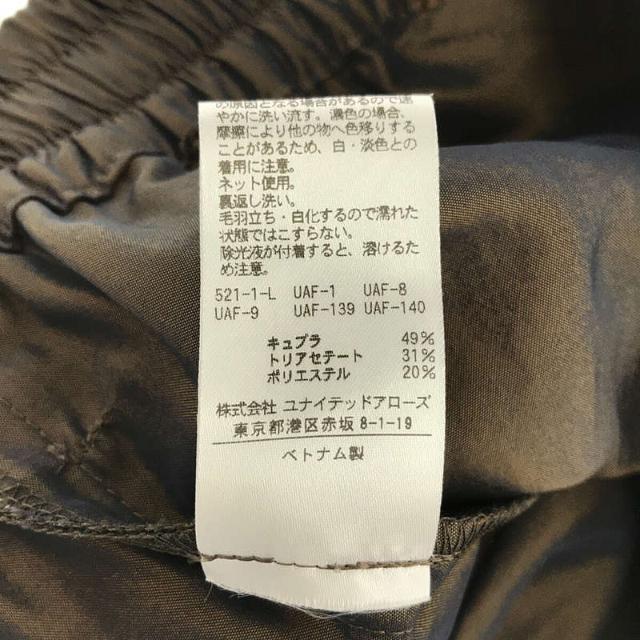 の原因となる場合があるので速
やかに洗い流す。濃色の場合、
摩擦により他の物へ色移りする
ことがあるため、白・淡色との
着用に注意。
ネット使用。
裏返し洗い。
毛羽立ち・白化するので濡れた
状態ではこすらない。
除光液が付着すると、溶けるた
め注意。
521-1-L UAF-1 UAF-8
UAF-9 UAF-139 UAF-140
キュプラ 49%
トリアセテート 31%
ポリエステル 20%
株式会社 ユナイテッドアローズ
東京都港区赤坂 8-1-19
ベトナム製